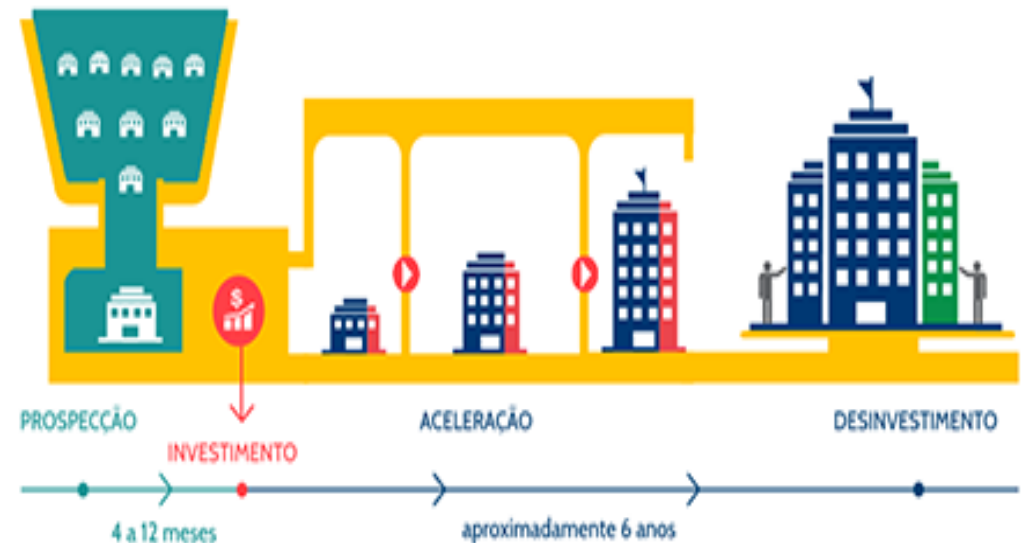 $
PROSPECÇÃO
INVESTIMENTO
ACELERAÇÃO
DESINVESTIMENTO
4 a 12 meses
aproximadamente 6 anos